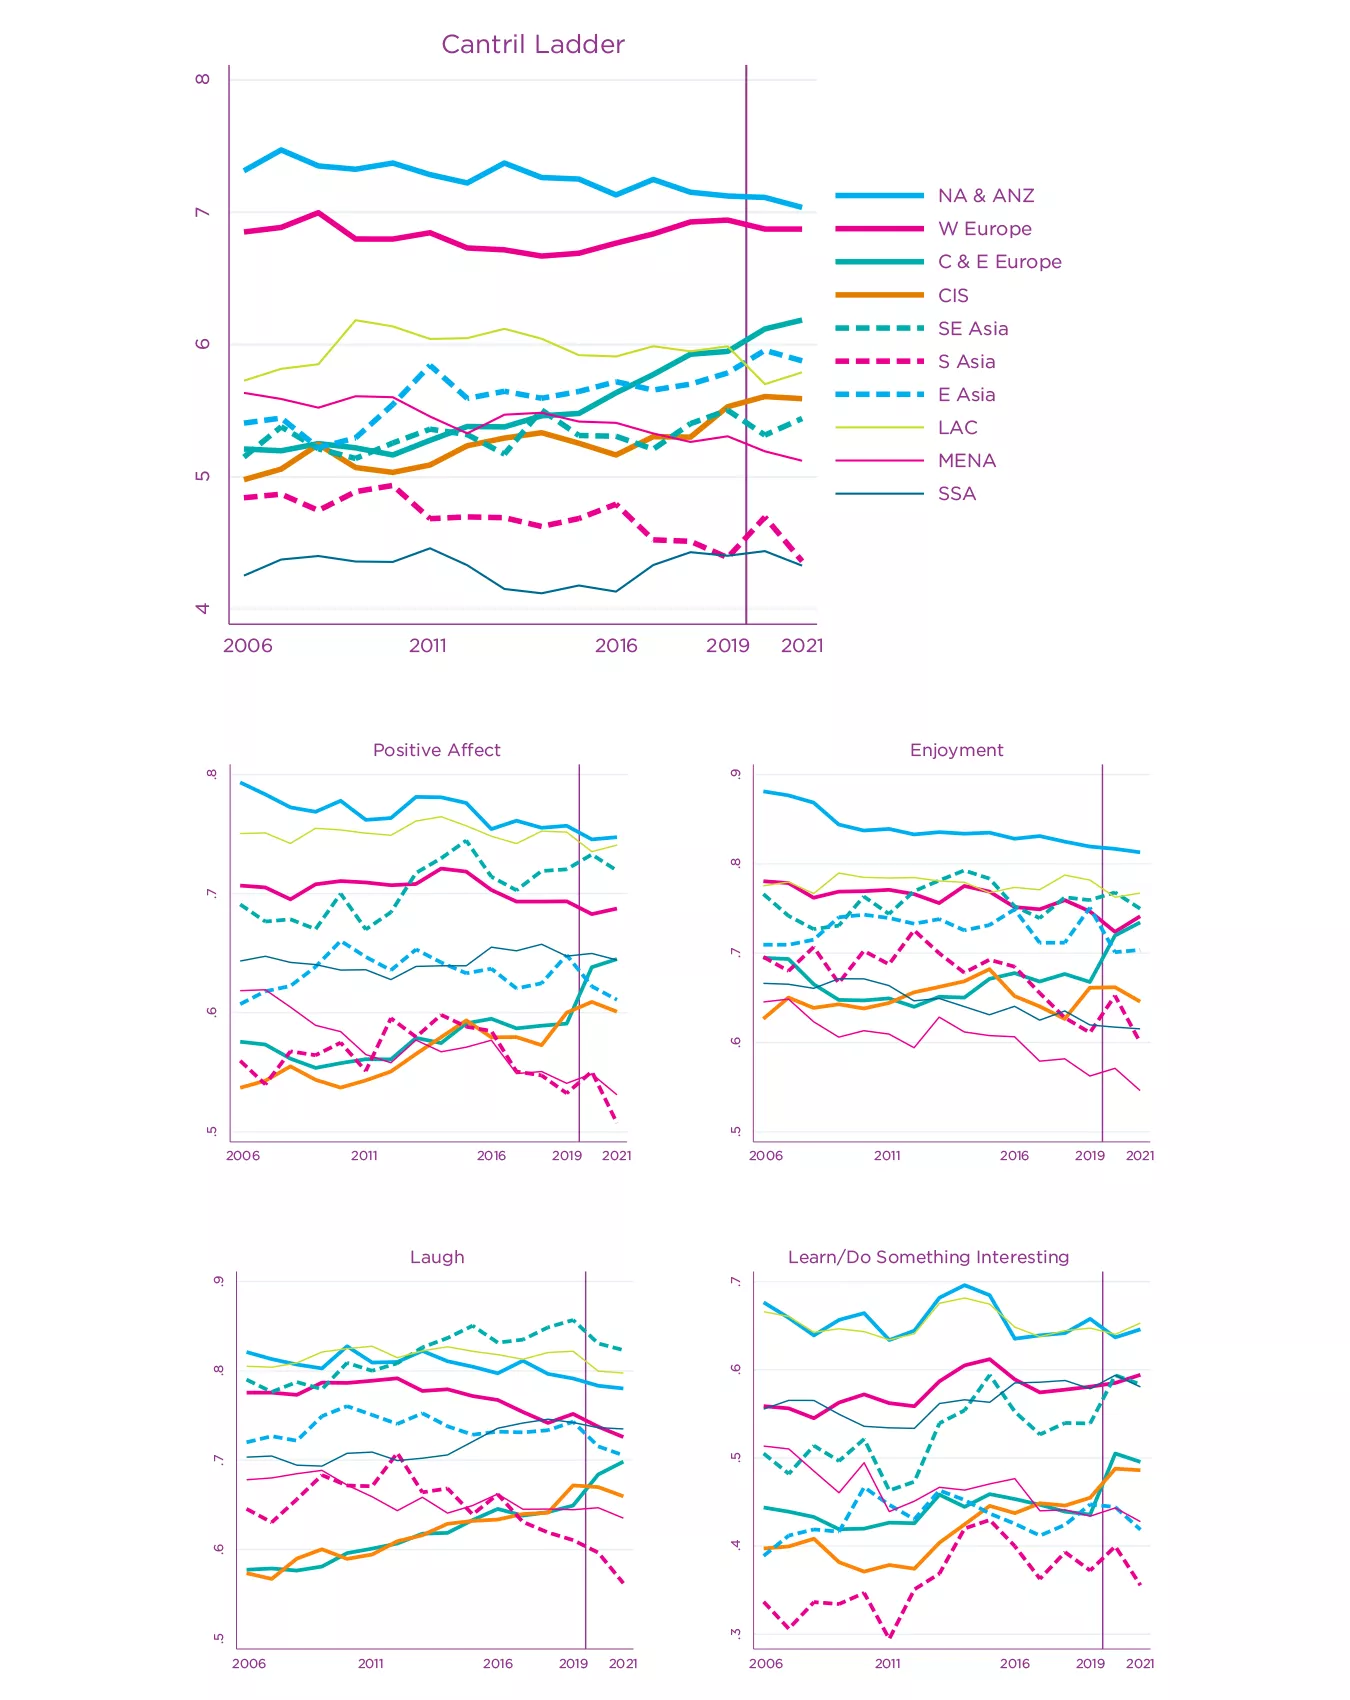 Cantril Ladder
8
7
6
5
4
2006 2011 2016 2019 2021
NA & ANZ
W Europe
C & E Europe
CIS
SE Asia
S Asia
E Asia
LAC
MENA
SSA
Positive Affect
.8
.7
.6
.5
2006 2011 2016 2019 2021
Enjoyment
.9
.8
.7
.6
.5
2006 2011 2016 2019 2021
Laugh
.9
.8
.7
.6
.5
2006 2011 2016 2019 2021
Learn/Do Something Interesting
.7
.6
.5
.4
.3
2006 2011 2016 2019 2021